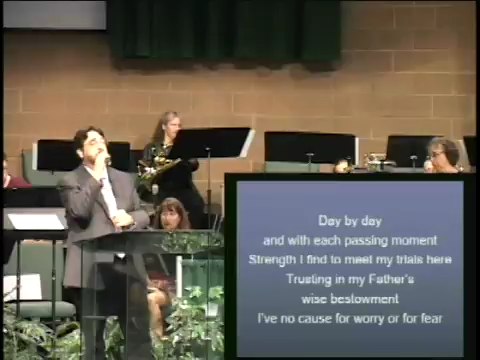 Day by day
and with each passing moment
Strength I find to meet my trials here
Trusting in my Father's
wise bestowment
I've no cause for worry or for fear